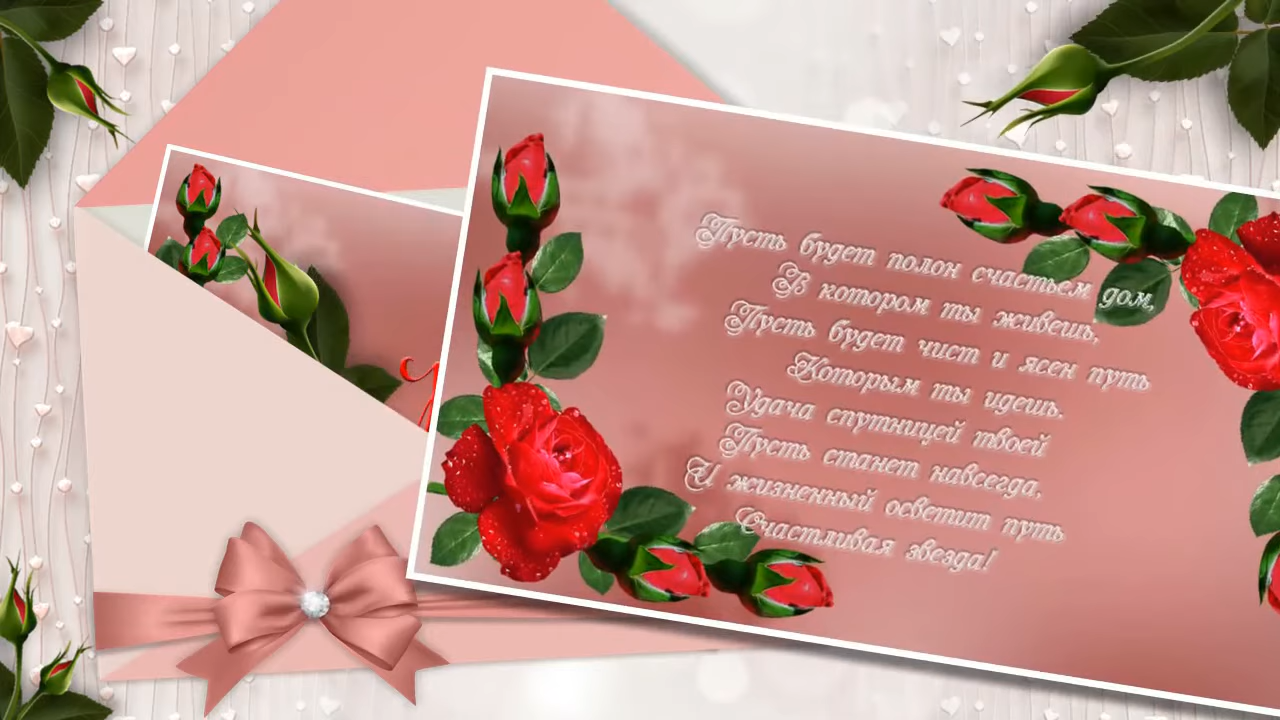 Пусть будет полон счастьем дом,
В котором ты живешь,
Пусть будет чист и ясен путь
Которым ты идешь.
Удача спутницей твоей
Пусть станет навсегда,
И жизненный осветит путь
Счастливая звезда!